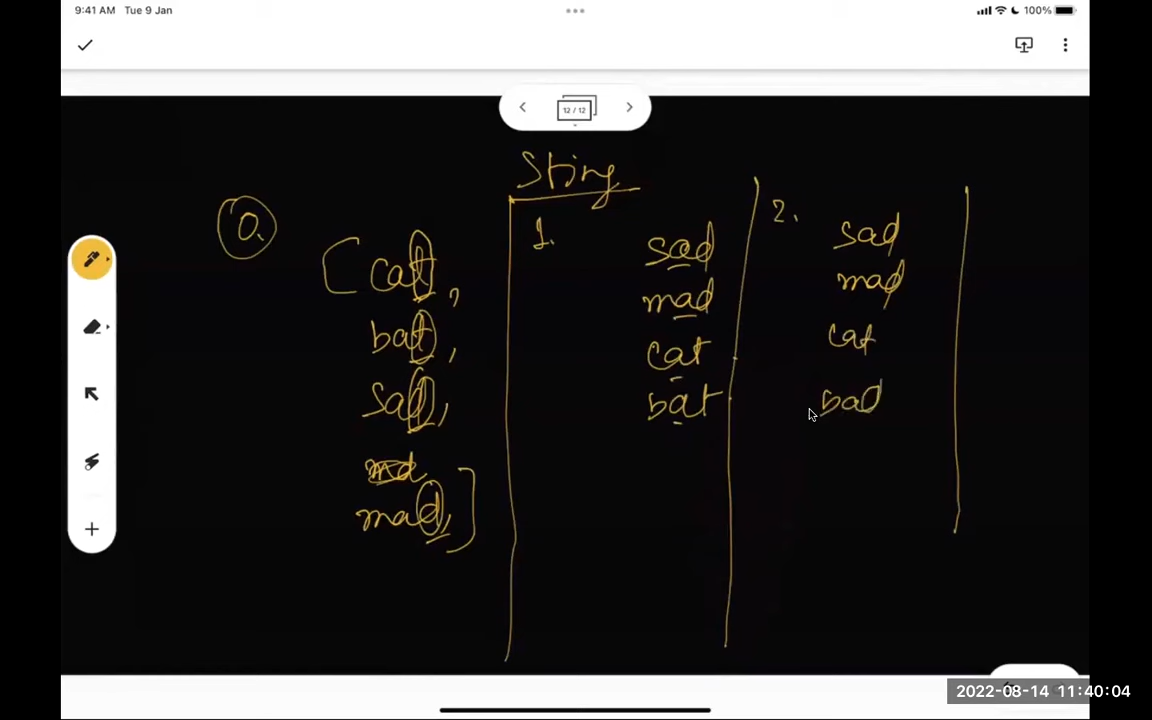 9:41 AM Tue 9 Jan
100%
12 / 12
String
0.
[cat,
bat,
sad,
mad,]
1.
sad
mad
cat
bat
2.
sad
mad
cat
bad
2022-08-14 11:40:04